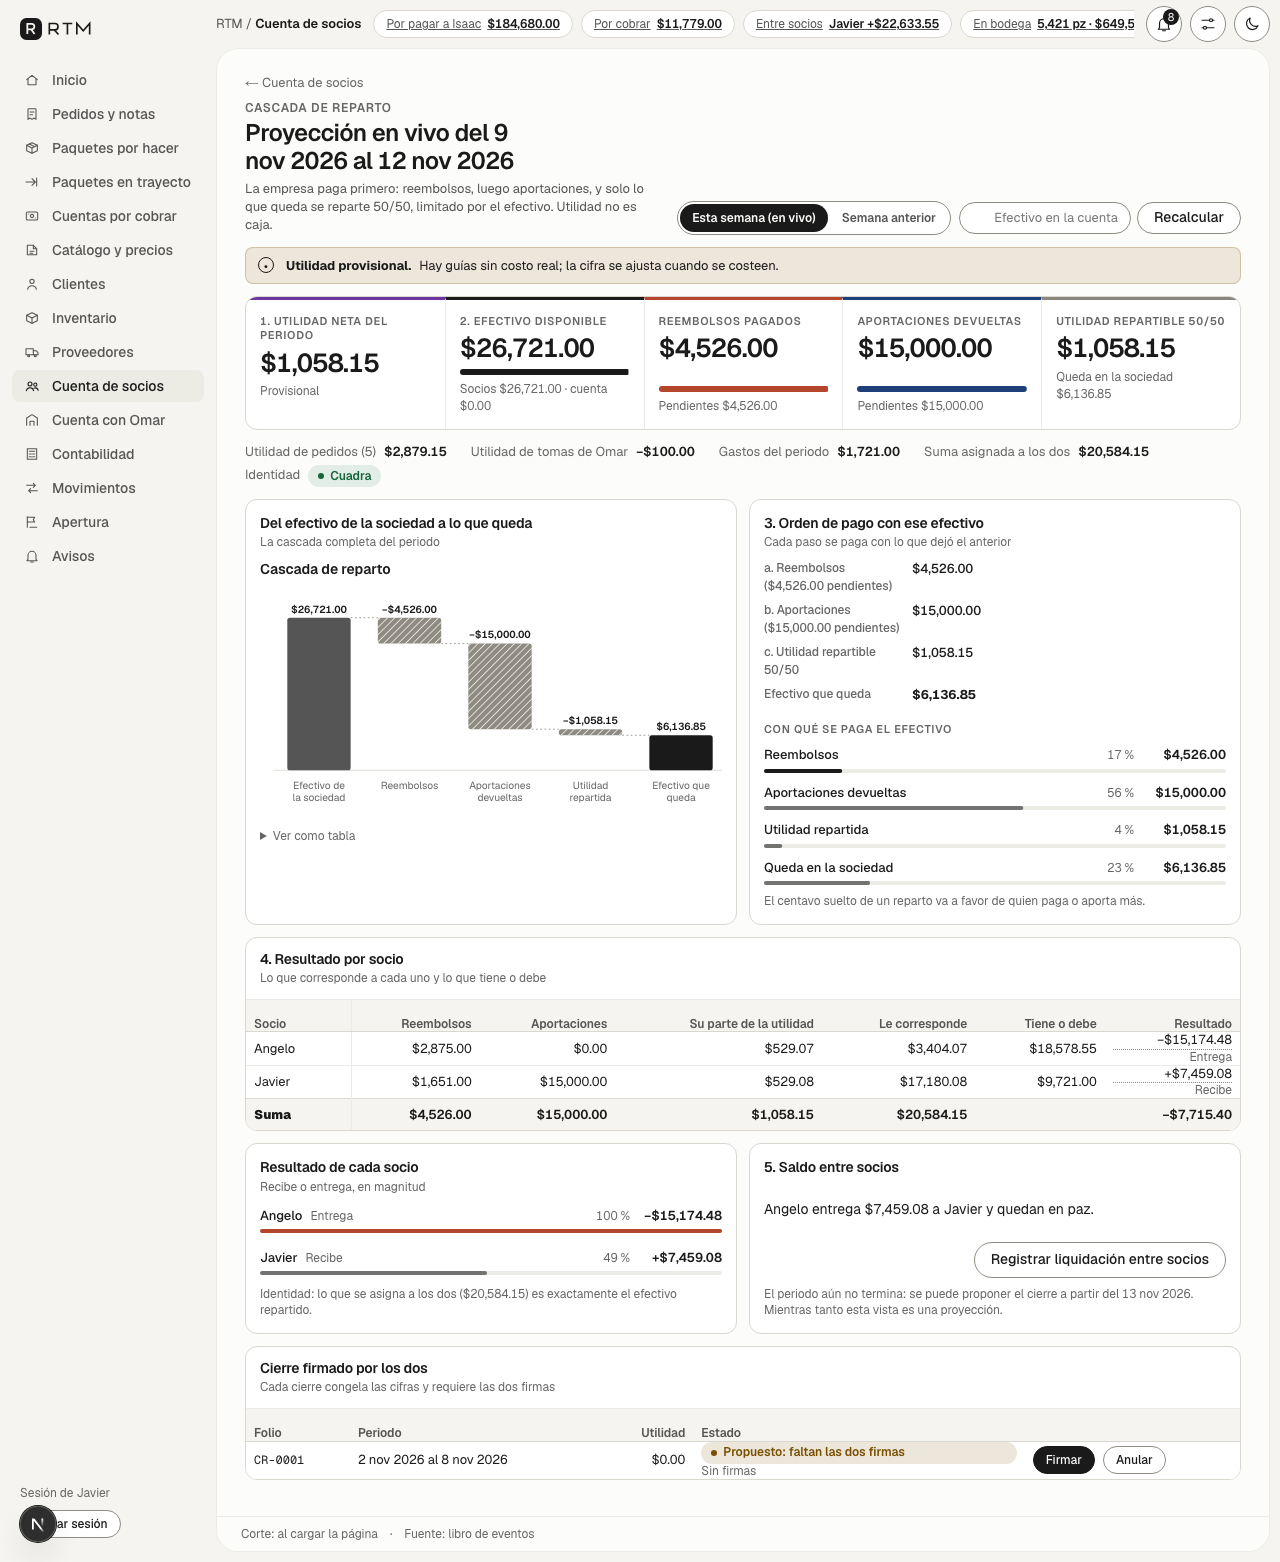 R RTM
RTM / Cuenta de socios
Por pagar a Isaac $184,680.00
Por cobrar $11,779.00
Entre socios Javier +$22,633.55
En bodega 5,421 pz · $649,5
8
Inicio
Pedidos y notas
Paquetes por hacer
Paquetes en trayecto
Cuentas por cobrar
Catálogo y precios
Clientes
Inventario
Proveedores
Cuenta de socios
Cuenta con Omar
Contabilidad
Movimientos
Apertura
Avisos
Sesión de Javier
N
ar sesión
← Cuenta de socios
CASCADA DE REPARTO
Proyección en vivo del 9
nov 2026 al 12 nov 2026
La empresa paga primero: reembolsos, luego aportaciones, y solo lo
que queda se reparte 50/50, limitado por el efectivo. Utilidad no es
caja.
Esta semana (en vivo)
Semana anterior
Efectivo en la cuenta
Recalcular
Utilidad provisional. Hay guías sin costo real; la cifra se ajusta cuando se costeen.
1. UTILIDAD NETA DEL
PERIODO
$1,058.15
Provisional
2. EFECTIVO DISPONIBLE
$26,721.00
Socios $26,721.00 · cuenta
$0.00
REEMBOLSOS PAGADOS
$4,526.00
Pendientes $4,526.00
APORTACIONES DEVUELTAS
$15,000.00
Pendientes $15,000.00
UTILIDAD REPARTIBLE 50/50
$1,058.15
Queda en la sociedad
$6,136.85
Utilidad de pedidos (5) $2,879.15 Utilidad de tomas de Omar −$100.00 Gastos del periodo $1,721.00 Suma asignada a los dos $20,584.15
Identidad Cuadra
Del efectivo de la sociedad a lo que queda
La cascada completa del periodo
Cascada de reparto
$26,721.00
−$4,526.00
−$15,000.00
−$1,058.15
$6,136.85
Efectivo de
la sociedad
Reembolsos
Aportaciones
devueltas
Utilidad
repartida
Efectivo que
queda
▶ Ver como tabla
3. Orden de pago con ese efectivo
Cada paso se paga con lo que dejó el anterior
a. Reembolsos
($4,526.00 pendientes)
$4,526.00
b. Aportaciones
($15,000.00 pendientes)
$15,000.00
c. Utilidad repartible
50/50
$1,058.15
Efectivo que queda $6,136.85
CON QUÉ SE PAGA EL EFECTIVO
Reembolsos 17 % $4,526.00
Aportaciones devueltas 56 % $15,000.00
Utilidad repartida 4 % $1,058.15
Queda en la sociedad 23 % $6,136.85
El centavo suelto de un reparto va a favor de quien paga o aporta más.
4. Resultado por socio
Lo que corresponde a cada uno y lo que tiene o debe
Socio Reembolsos Aportaciones Su parte de la utilidad Le corresponde Tiene o debe Resultado
Angelo $2,875.00 $0.00 $529.07 $3,404.07 $18,578.55 −$15,174.48
Entrega
Javier $1,651.00 $15,000.00 $529.08 $17,180.08 $9,721.00 +$7,459.08
Recibe
Suma $4,526.00 $15,000.00 $1,058.15 $20,584.15 −$7,715.40
Resultado de cada socio
Recibe o entrega, en magnitud
Angelo Entrega 100 % −$15,174.48
Javier Recibe 49 % +$7,459.08
Identidad: lo que se asigna a los dos ($20,584.15) es exactamente el efectivo
repartido.
5. Saldo entre socios
Angelo entrega $7,459.08 a Javier y quedan en paz.
Registrar liquidación entre socios
El periodo aún no termina: se puede proponer el cierre a partir del 13 nov 2026.
Mientras tanto esta vista es una proyección.
Cierre firmado por los dos
Cada cierre congela las cifras y requiere las dos firmas
Folio Periodo Utilidad Estado
CR-0001 2 nov 2026 al 8 nov 2026 $0.00 Propuesto: faltan las dos firmas
Sin firmas
Firmar
Anular
Corte: al cargar la página · Fuente: libro de eventos